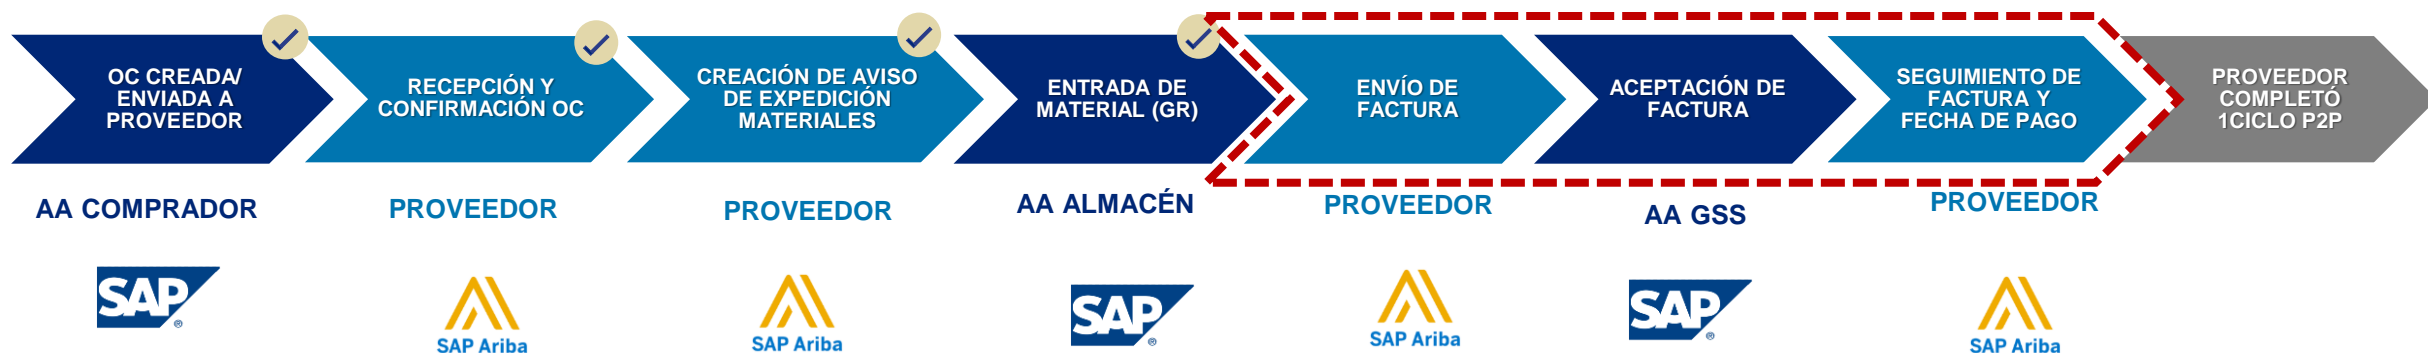 OC CREADA/
ENVIADA A
PROVEEDOR
RECEPCIÓN Y
CONFIRMACIÓN OC
CREACIÓN DE AVISO
DE EXPEDICIÓN
MATERIALES
ENTRADA DE
MATERIAL (GR)
ENVÍO DE
FACTURA
ACEPTACIÓN DE
FACTURA
SEGUIMIENTO DE
FACTURA Y
FECHA DE PAGO
PROVEEDOR
COMPLETÓ
1CICLO P2P
AA COMPRADOR
PROVEEDOR
PROVEEDOR
AA ALMACÉN
PROVEEDOR
AA GSS
PROVEEDOR
SAP®
SAP Ariba
SAP Ariba
SAP®
SAP Ariba
SAP®
SAP Ariba